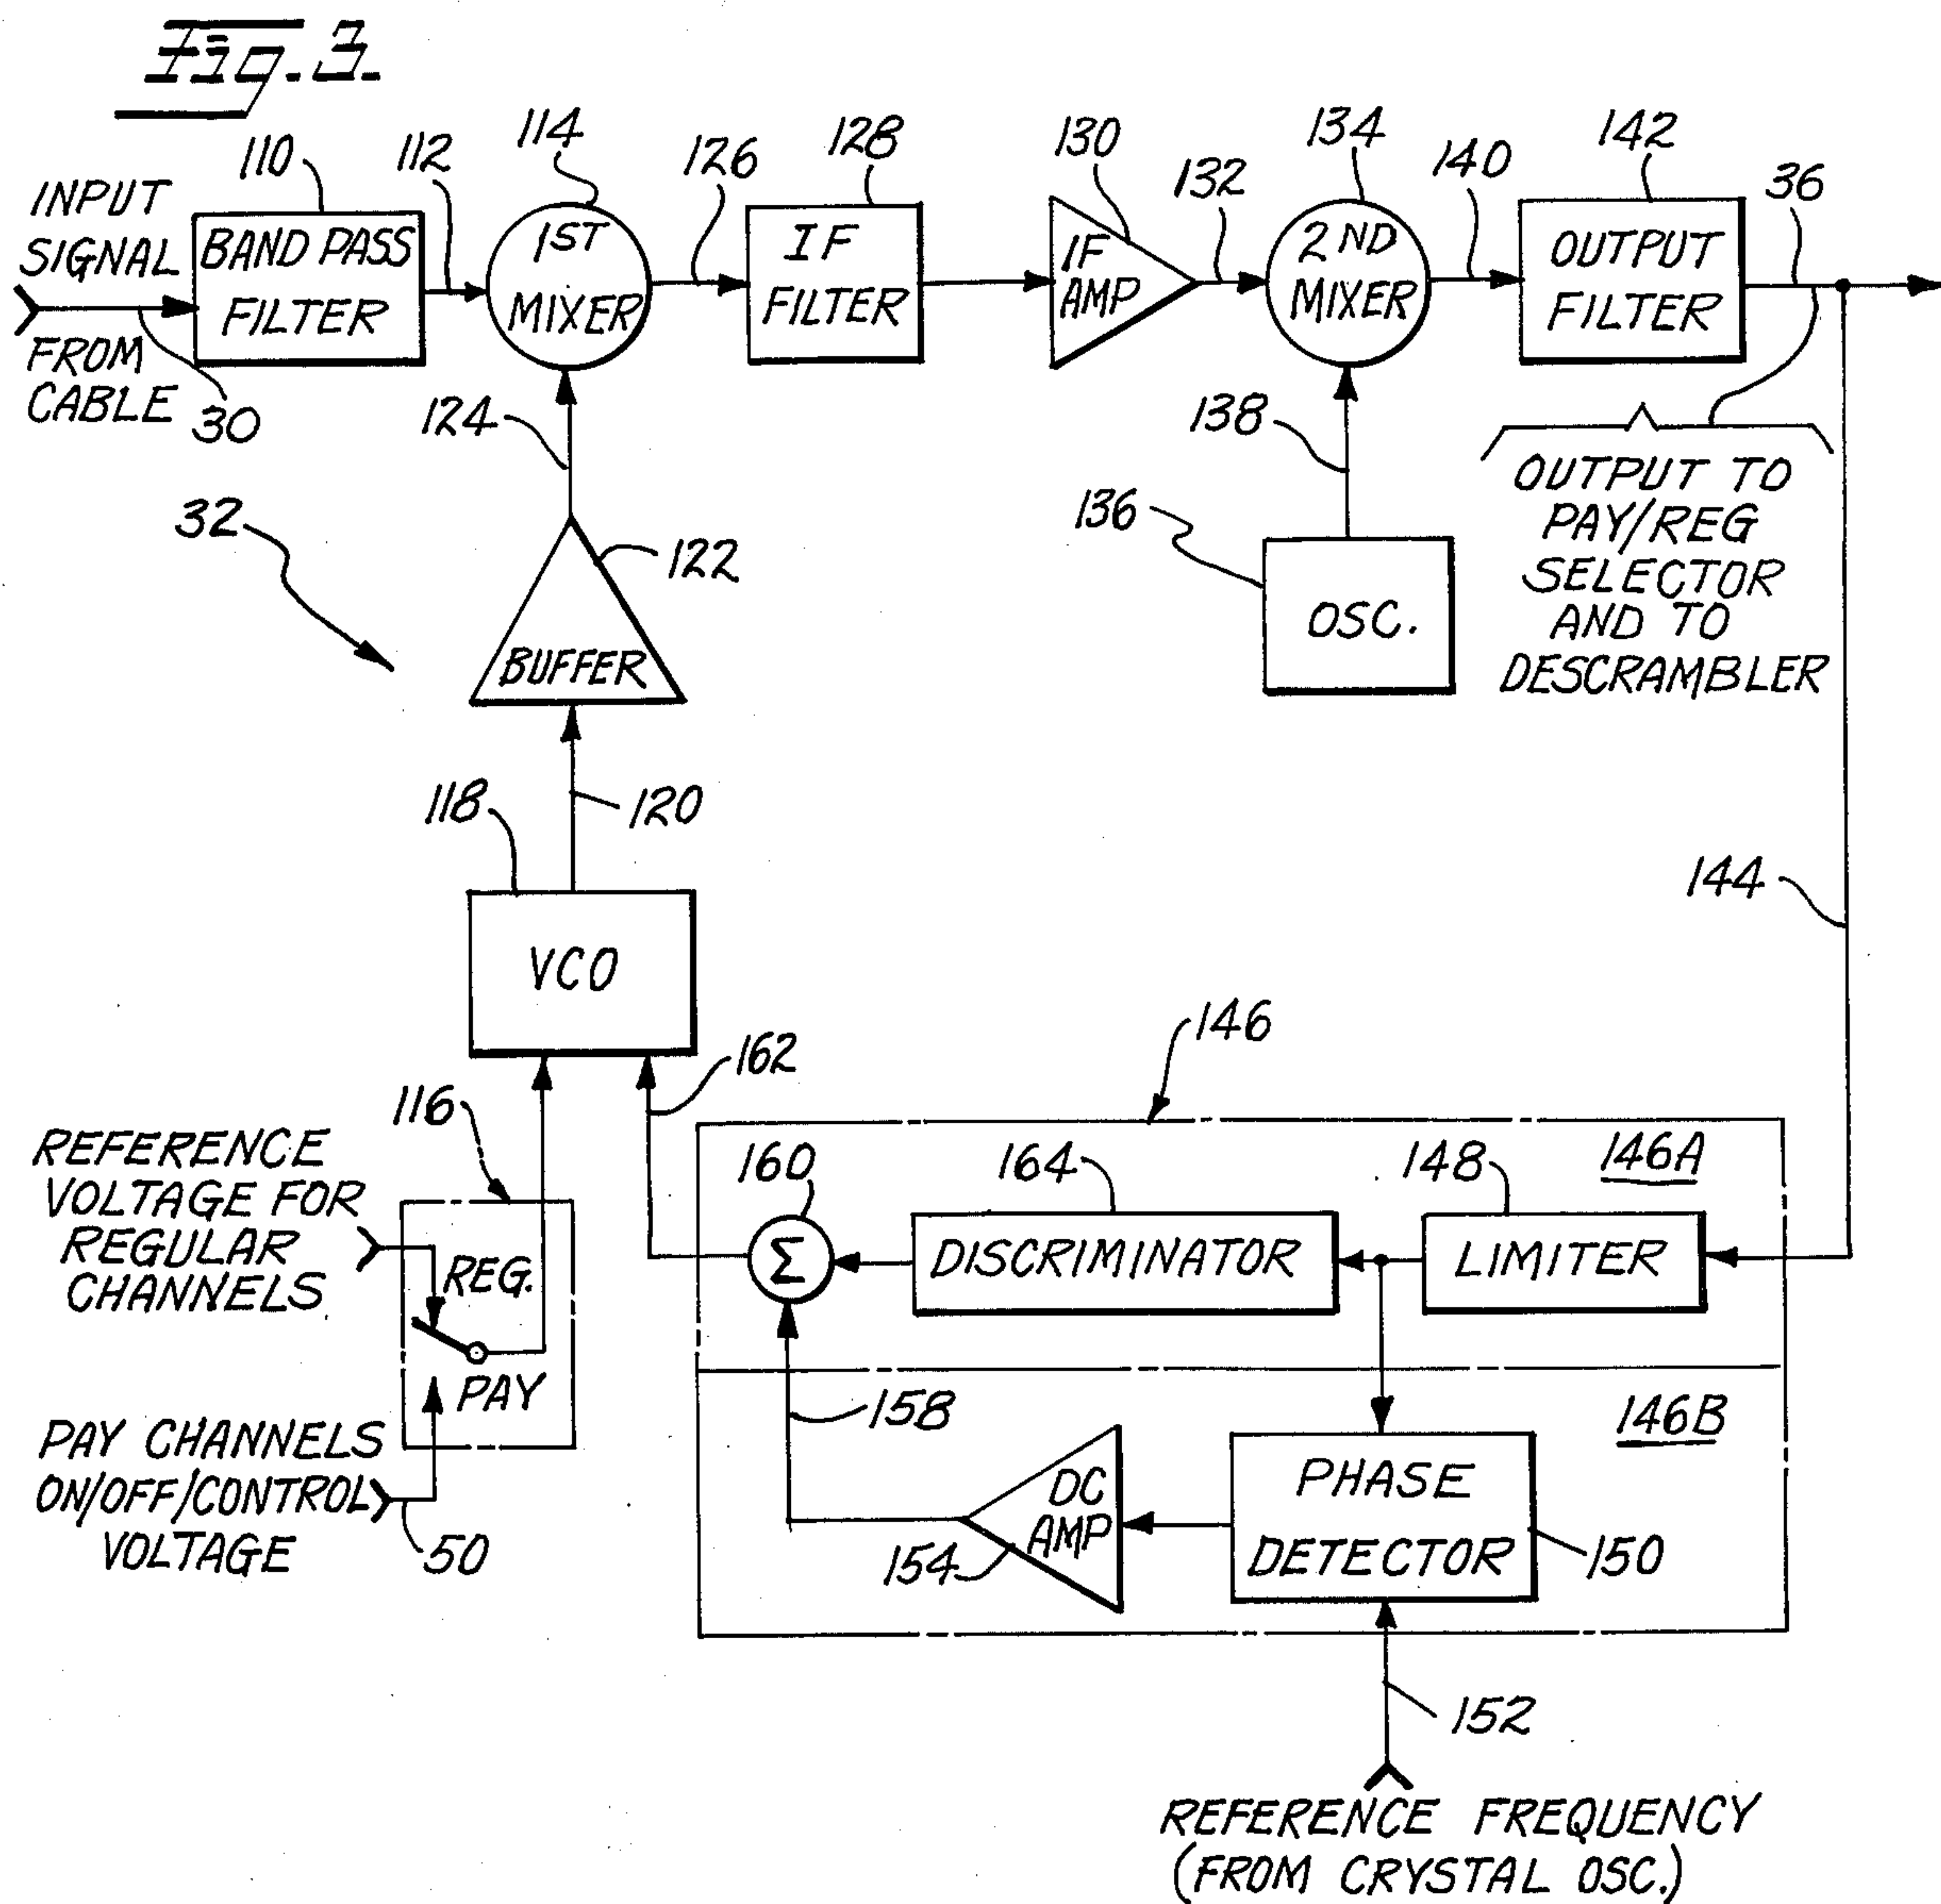 Fig. 3.
110
112
114
126
128
130
132
134
140
142
36
INPUT
SIGNAL
FROM
CABLE
30
BAND PASS
FILTER
1ST
MIXER
IF
FILTER
IF
AMP
2ND
MIXER
OUTPUT
FILTER
124
138
136
OSC.
OUTPUT TO
PAY/REG
SELECTOR
AND TO
DESCRAMBLER
32
122
BUFFER
118
120
144
VCO
162
146
116
REFERENCE
VOLTAGE FOR
REGULAR
CHANNELS
REG.
PAY
PAY CHANNELS
ON/OFF/CONTROL
VOLTAGE
50
160
164
148
146A
Σ
DISCRIMINATOR
LIMITER
158
146B
DC
AMP
154
PHASE
DETECTOR
150
152
REFERENCE FREQUENCY
(FROM CRYSTAL OSC.)